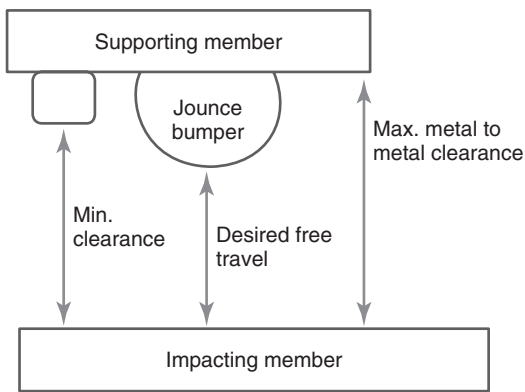 Supporting member
Jounce
bumper
Max. metal to
metal clearance
Min.
clearance
Desired free
travel
Impacting member